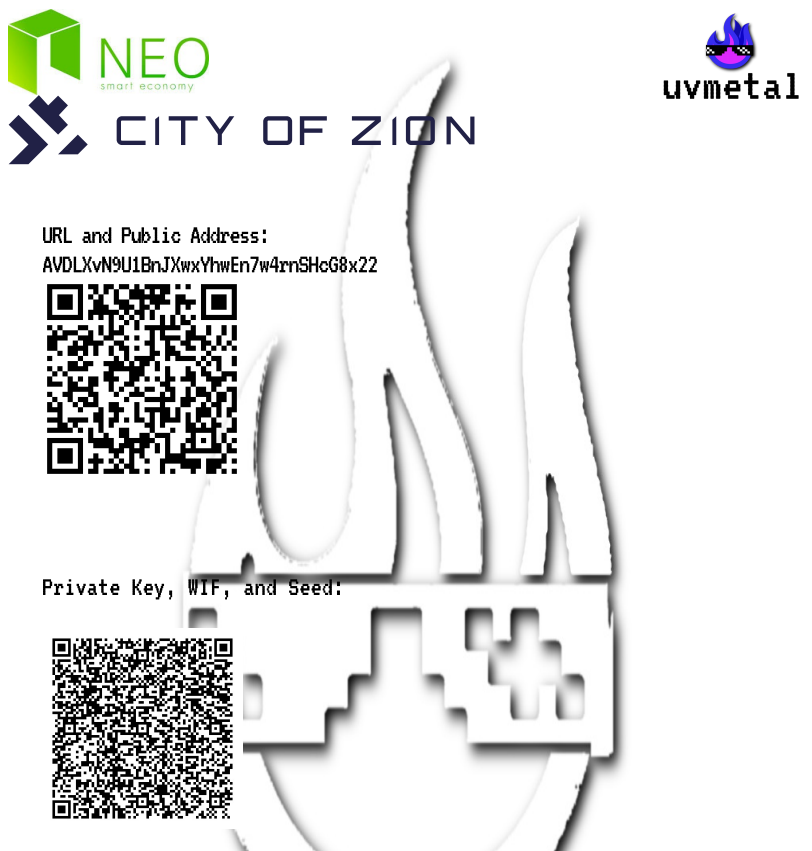 NEO
smart economy
uvmetal
CITY OF ZION
URL and Public Address:
AVDLXvN9U1BnJXwxYhwEn7w4rnSHcG8x22
Private Key, WIF, and Seed: